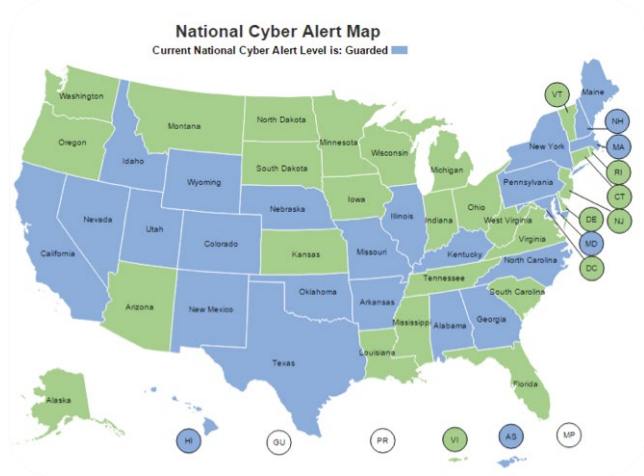 National Cyber Alert Map
Current National Cyber Alert Level is: Guarded
Washington
Oregon
California
Nevada
Idaho
Montana
Wyoming
Utah
Arizona
Colorado
New Mexico
North Dakota
South Dakota
Nebraska
Kansas
Oklahoma
Texas
Minnesota
Iowa
Missouri
Arkansas
Louisiana
Wisconsin
Illinois
Michigan
Indiana
Ohio
Kentucky
Tennessee
Mississippi
Alabama
Georgia
Florida
South Carolina
North Carolina
Virginia
West Virginia
Pennsylvania
New York
Maine
VT
NH
MA
RI
CT
NJ
DE
MD
DC
Alaska
HI
GU
PR
VI
AS
MP